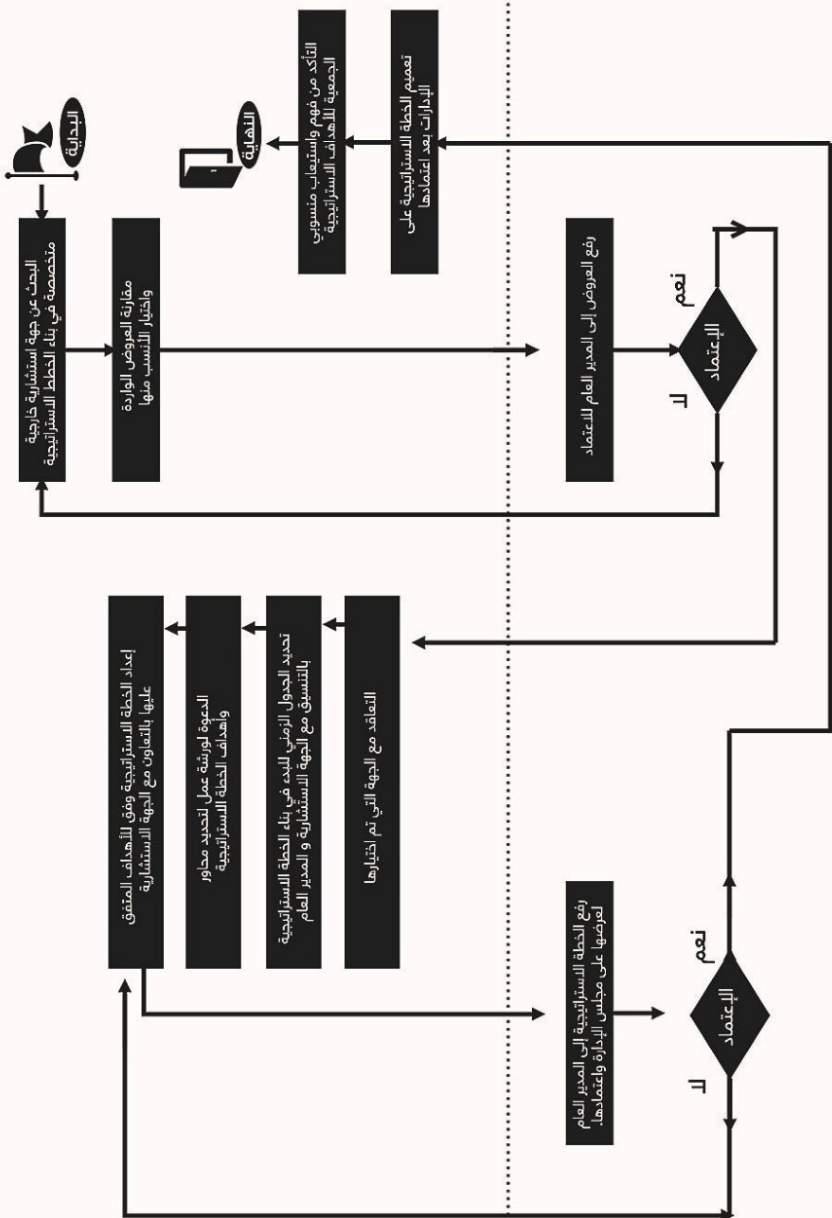 البداية
البحث عن جهة استشارية خارجية
متخصصة في بناء الخطط الاستراتيجية
مقارنة العروض الواردة
واختيار الأنسب منها
رفع العروض إلى المدير العام للاعتماد
الإعتماد
نعم
لا
التعاقد مع الجهة التي تم اختيارها
تحديد الجدول الزمني للبدء في بناء الخطة الاستراتيجية
بالتنسيق مع الجهة الاستشارية و المدير العام
الدعوة لورشة عمل لتحديد محاور
واهداف الخطة الاستراتيجية
إعداد الخطة الاستراتيجية وفق للأهداف المتفق
عليها بالتعاون مع الجهة الاستشارية
رفع الخطة الاستراتيجية إلى المدير العام
لعرضها على مجلس الإدارة واعتمادها.
الإعتماد
نعم
لا
تعميم الخطة الاستراتيجية على
الإدارات بعد اعتمادها
التأكد من فهم واستيعاب منسوبي
الجمعية للأهداف الاستراتيجية
النهاية